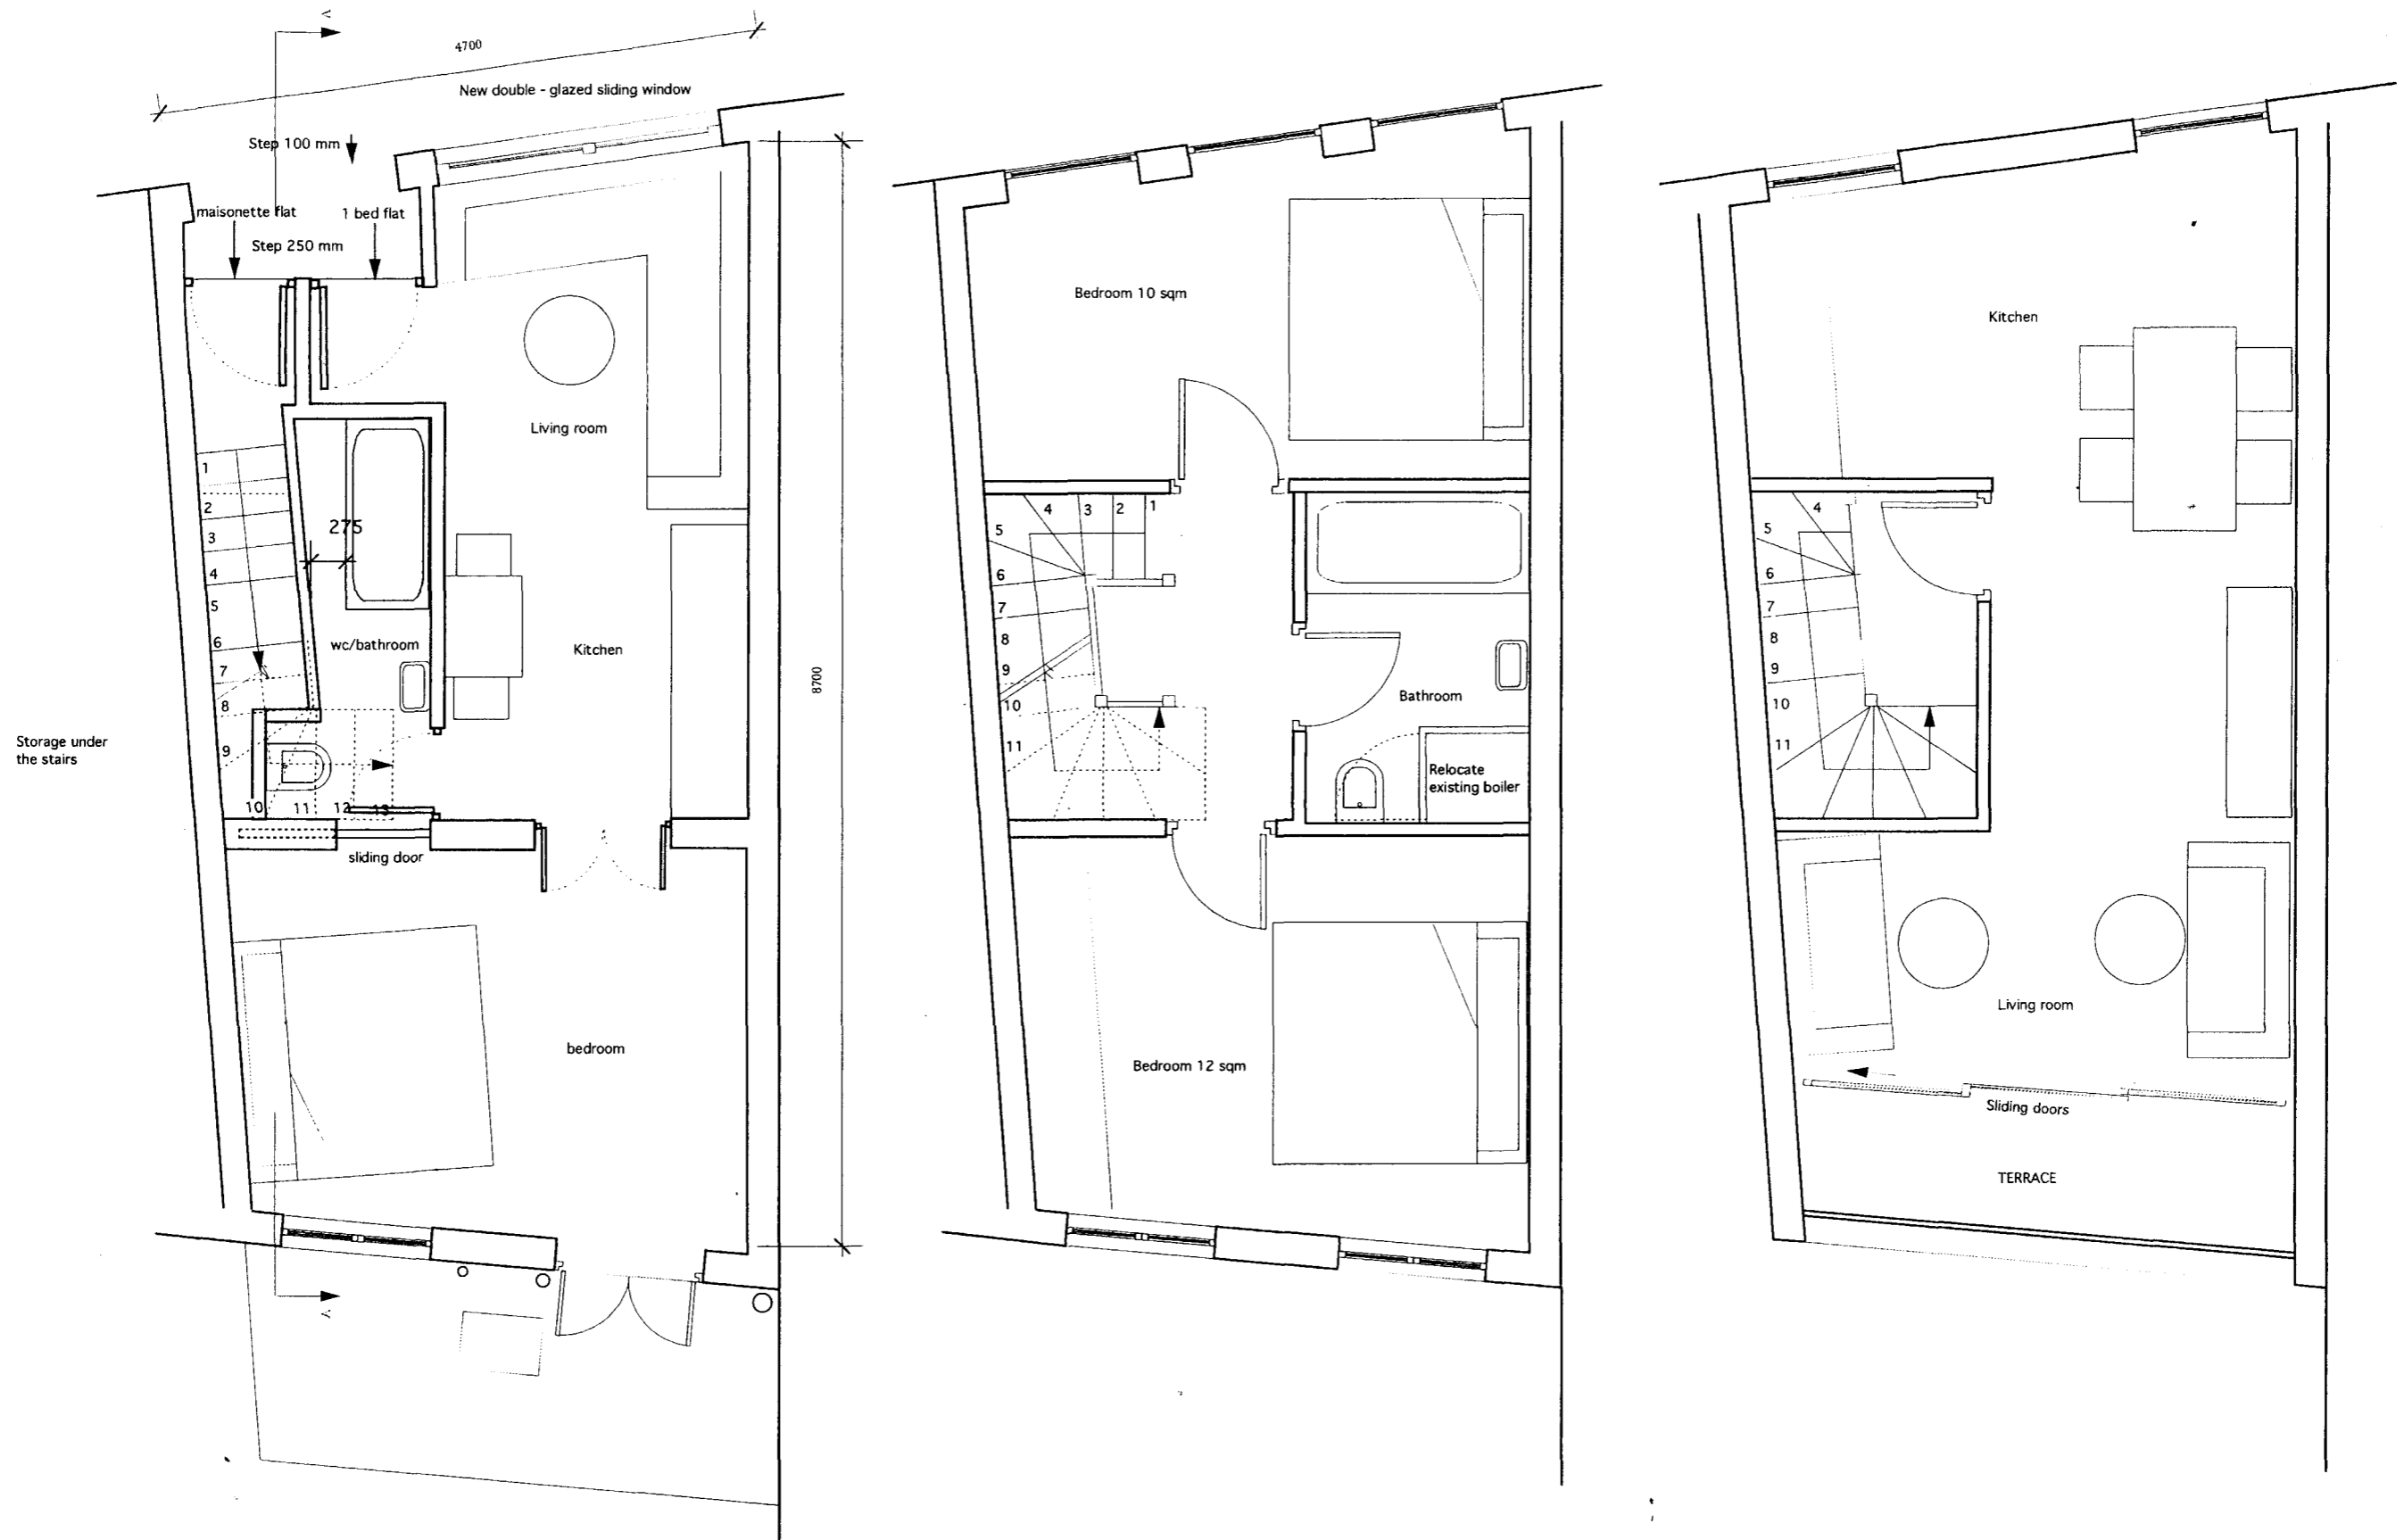 4700
New double - glazed sliding window
Step 100 mm
maisonette flat
1 bed flat
Step 250 mm
Living room
1
2
3
4
5
6
7
8
9
10
11
12
13
275
wc/bathroom
Kitchen
8700
Storage under
the stairs
sliding door
bedroom
Bedroom 10 sqm
1
2
3
4
5
6
7
8
9
10
11
Bathroom
Relocate
existing boiler
Bedroom 12 sqm
Kitchen
4
5
6
7
8
9
10
11
Living room
Sliding doors
TERRACE